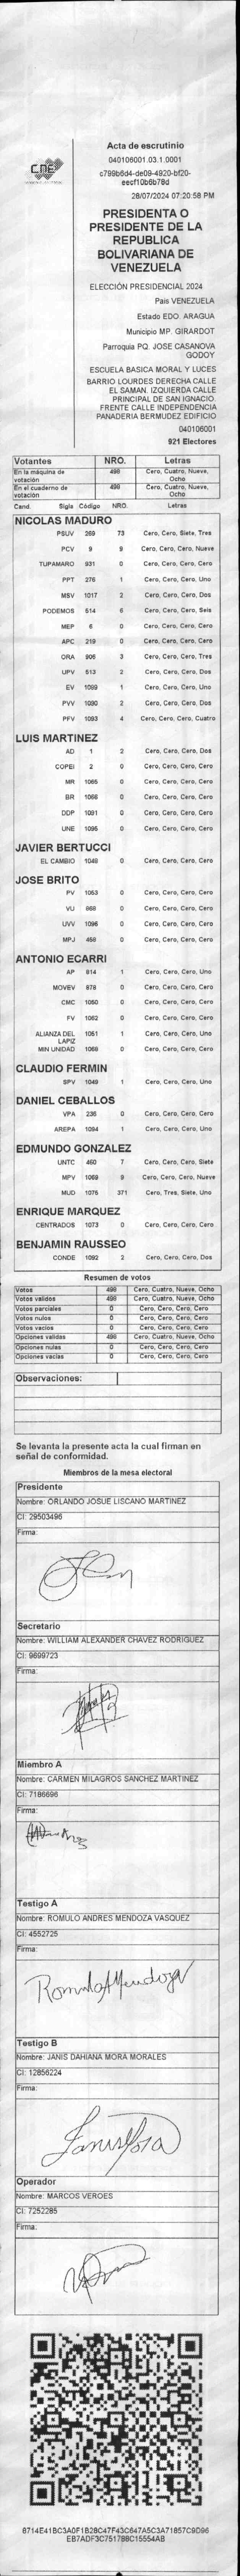 CNE
Acta de escrutinio
040106001.03.1.0001
c799b6d4-de09-4920-bf20-
eecf10b6b78d
28/07/2024 07:20:58 PM
PRESIDENTA O
PRESIDENTE DE LA
REPUBLICA
BOLIVARIANA DE
VENEZUELA
ELECCIÓN PRESIDENCIAL 2024
Pais VENEZUELA
Estado EDO. ARAGUA
Municipio MP. GIRARDOT
Parroquia PQ. JOSE CASANOVA
GODOY
ESCUELA BASICA MORAL Y LUCES
BARRIO LOURDES DERECHA CALLE
EL SAMAN. IZQUIERDA CALLE
PRINCIPAL DE SAN IGNACIO.
FRENTE CALLE INDEPENDENCIA
PANADERIA BERMUDEZ EDIFICIO
040106001
921 Electores
Votantes NRO. Letras
En la máquina de votación 498 Cero, Cuatro, Nueve, Ocho
En el cuaderno de votación 498 Cero, Cuatro, Nueve, Ocho
Cand. Sigla Código NRO. Letras
NICOLAS MADURO
PSUV 269 73 Cero, Cero, Siete, Tres
PCV 9 9 Cero, Cero, Cero, Nueve
TUPAMARO 931 0 Cero, Cero, Cero, Cero
PPT 276 1 Cero, Cero, Cero, Uno
MSV 1017 2 Cero, Cero, Cero, Dos
PODEMOS 514 6 Cero, Cero, Cero, Seis
MEP 6 0 Cero, Cero, Cero, Cero
APC 219 0 Cero, Cero, Cero, Cero
ORA 906 3 Cero, Cero, Cero, Tres
UPV 513 2 Cero, Cero, Cero, Dos
EV 1099 1 Cero, Cero, Cero, Uno
PVV 1090 2 Cero, Cero, Cero, Dos
PFV 1093 4 Cero, Cero, Cero, Cuatro
LUIS MARTINEZ
AD 1 2 Cero, Cero, Cero, Dos
COPEI 2 0 Cero, Cero, Cero, Cero
MR 1065 0 Cero, Cero, Cero, Cero
BR 1066 0 Cero, Cero, Cero, Cero
DDP 1091 0 Cero, Cero, Cero, Cero
UNE 1095 0 Cero, Cero, Cero, Cero
JAVIER BERTUCCI
EL CAMBIO 1048 0 Cero, Cero, Cero, Cero
JOSE BRITO
PV 1053 0 Cero, Cero, Cero, Cero
VU 868 0 Cero, Cero, Cero, Cero
UVV 1096 0 Cero, Cero, Cero, Cero
MPJ 458 0 Cero, Cero, Cero, Cero
ANTONIO ECARRI
AP 814 1 Cero, Cero, Cero, Uno
MOVEV 878 0 Cero, Cero, Cero, Cero
CMC 1050 0 Cero, Cero, Cero, Cero
FV 1062 0 Cero, Cero, Cero, Cero
ALIANZA DEL LAPIZ 1051 1 Cero, Cero, Cero, Uno
MIN UNIDAD 1069 0 Cero, Cero, Cero, Cero
CLAUDIO FERMIN
SPV 1049 1 Cero, Cero, Cero, Uno
DANIEL CEBALLOS
VPA 236 0 Cero, Cero, Cero, Cero
AREPA 1094 1 Cero, Cero, Cero, Uno
EDMUNDO GONZALEZ
UNTC 460 7 Cero, Cero, Cero, Siete
MPV 1069 9 Cero, Cero, Cero, Nueve
MUD 1075 371 Cero, Tres, Siete, Uno
ENRIQUE MARQUEZ
CENTRADOS 1073 0 Cero, Cero, Cero, Cero
BENJAMIN RAUSSEO
CONDE 1092 2 Cero, Cero, Cero, Dos
Resumen de votos
Votos 498 Cero, Cuatro, Nueve, Ocho
Votos validos 498 Cero, Cuatro, Nueve, Ocho
Votos parciales 0 Cero, Cero, Cero, Cero
Votos nulos 0 Cero, Cero, Cero, Cero
Votos vacios 0 Cero, Cero, Cero, Cero
Opciones validas 498 Cero, Cuatro, Nueve, Ocho
Opciones nulas 0 Cero, Cero, Cero, Cero
Opciones vacias 0 Cero, Cero, Cero, Cero
Observaciones:
Se levanta la presente acta la cual firman en
señal de conformidad.
Miembros de la mesa electoral
Presidente
Nombre: ORLANDO JOSUE LISCANO MARTINEZ
CI: 29503496
Firma:
Secretario
Nombre: WILLIAM ALEXANDER CHAVEZ RODRIGUEZ
CI: 9699723
Firma:
Miembro A
Nombre: CARMEN MILAGROS SANCHEZ MARTINEZ
CI: 7186696
Firma:
Testigo A
Nombre: ROMULO ANDRES MENDOZA VASQUEZ
CI: 4552725
Firma:
Romulo A Mendoza V
Testigo B
Nombre: JANIS DAHIANA MORA MORALES
CI: 12856224
Firma:
Janis Mora
Operador
Nombre: MARCOS VEROES
CI: 7252285
Firma:
6714E41BC3A0F1B28C47F43C647A5C3A71857C9D96
EB7ADF3C751786C15554AB